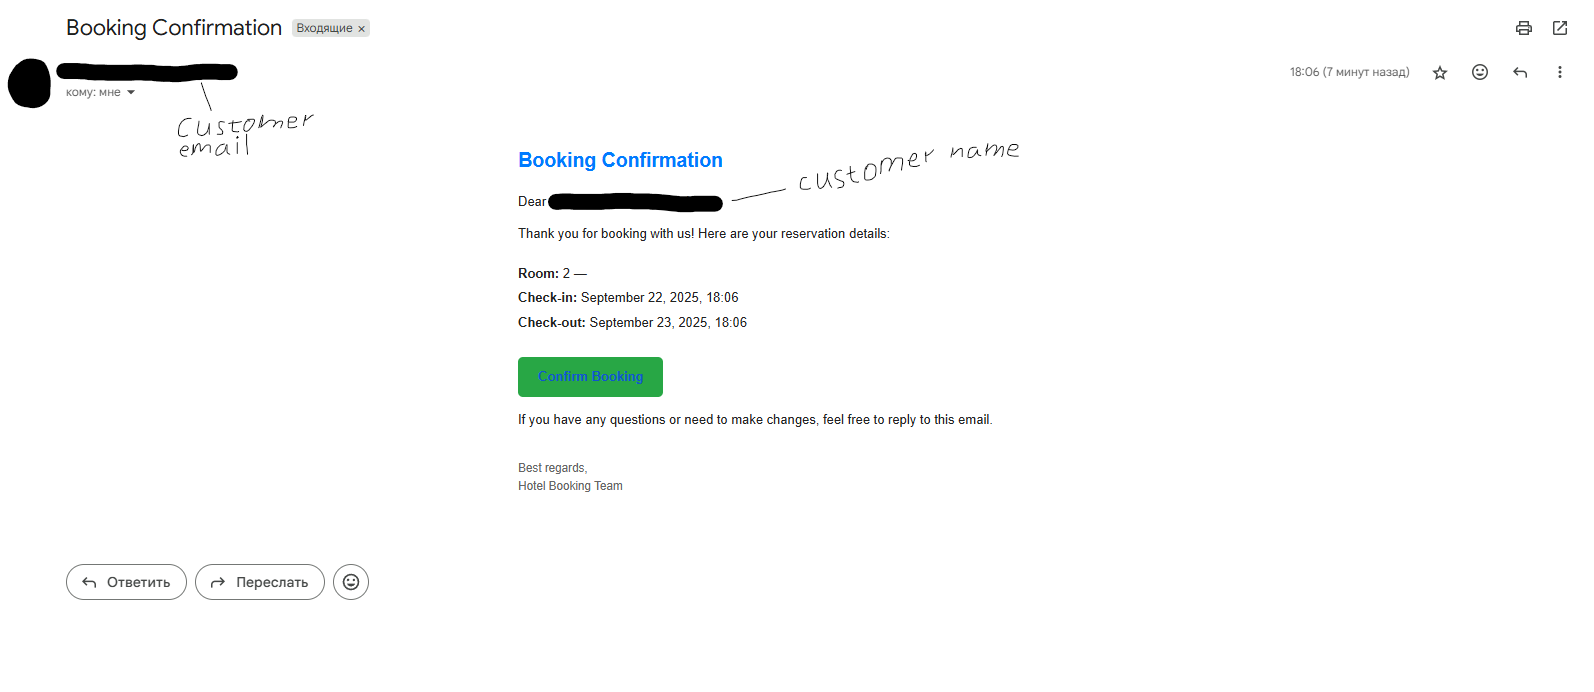 Booking Confirmation Входящие ×
18:06 (7 минут назад)
кому: мне
Customer
email
Booking Confirmation
customer name
Dear
Thank you for booking with us! Here are your reservation details:
Room: 2 —
Check-in: September 22, 2025, 18:06
Check-out: September 23, 2025, 18:06
Confirm Booking
If you have any questions or need to make changes, feel free to reply to this email.
Best regards,
Hotel Booking Team
Ответить Переслать